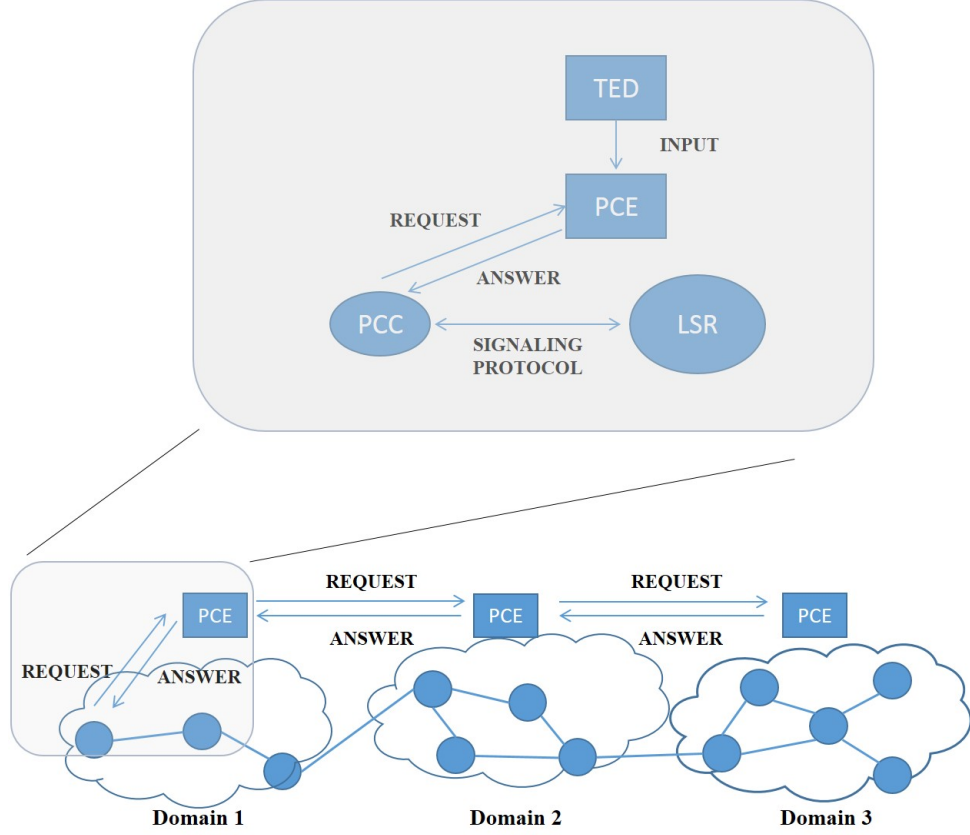 TED
INPUT
PCE
REQUEST
ANSWER
PCC
LSR
SIGNALING
PROTOCOL
REQUEST
REQUEST
PCE
PCE
PCE
ANSWER
ANSWER
REQUEST
ANSWER
Domain 1
Domain 2
Domain 3